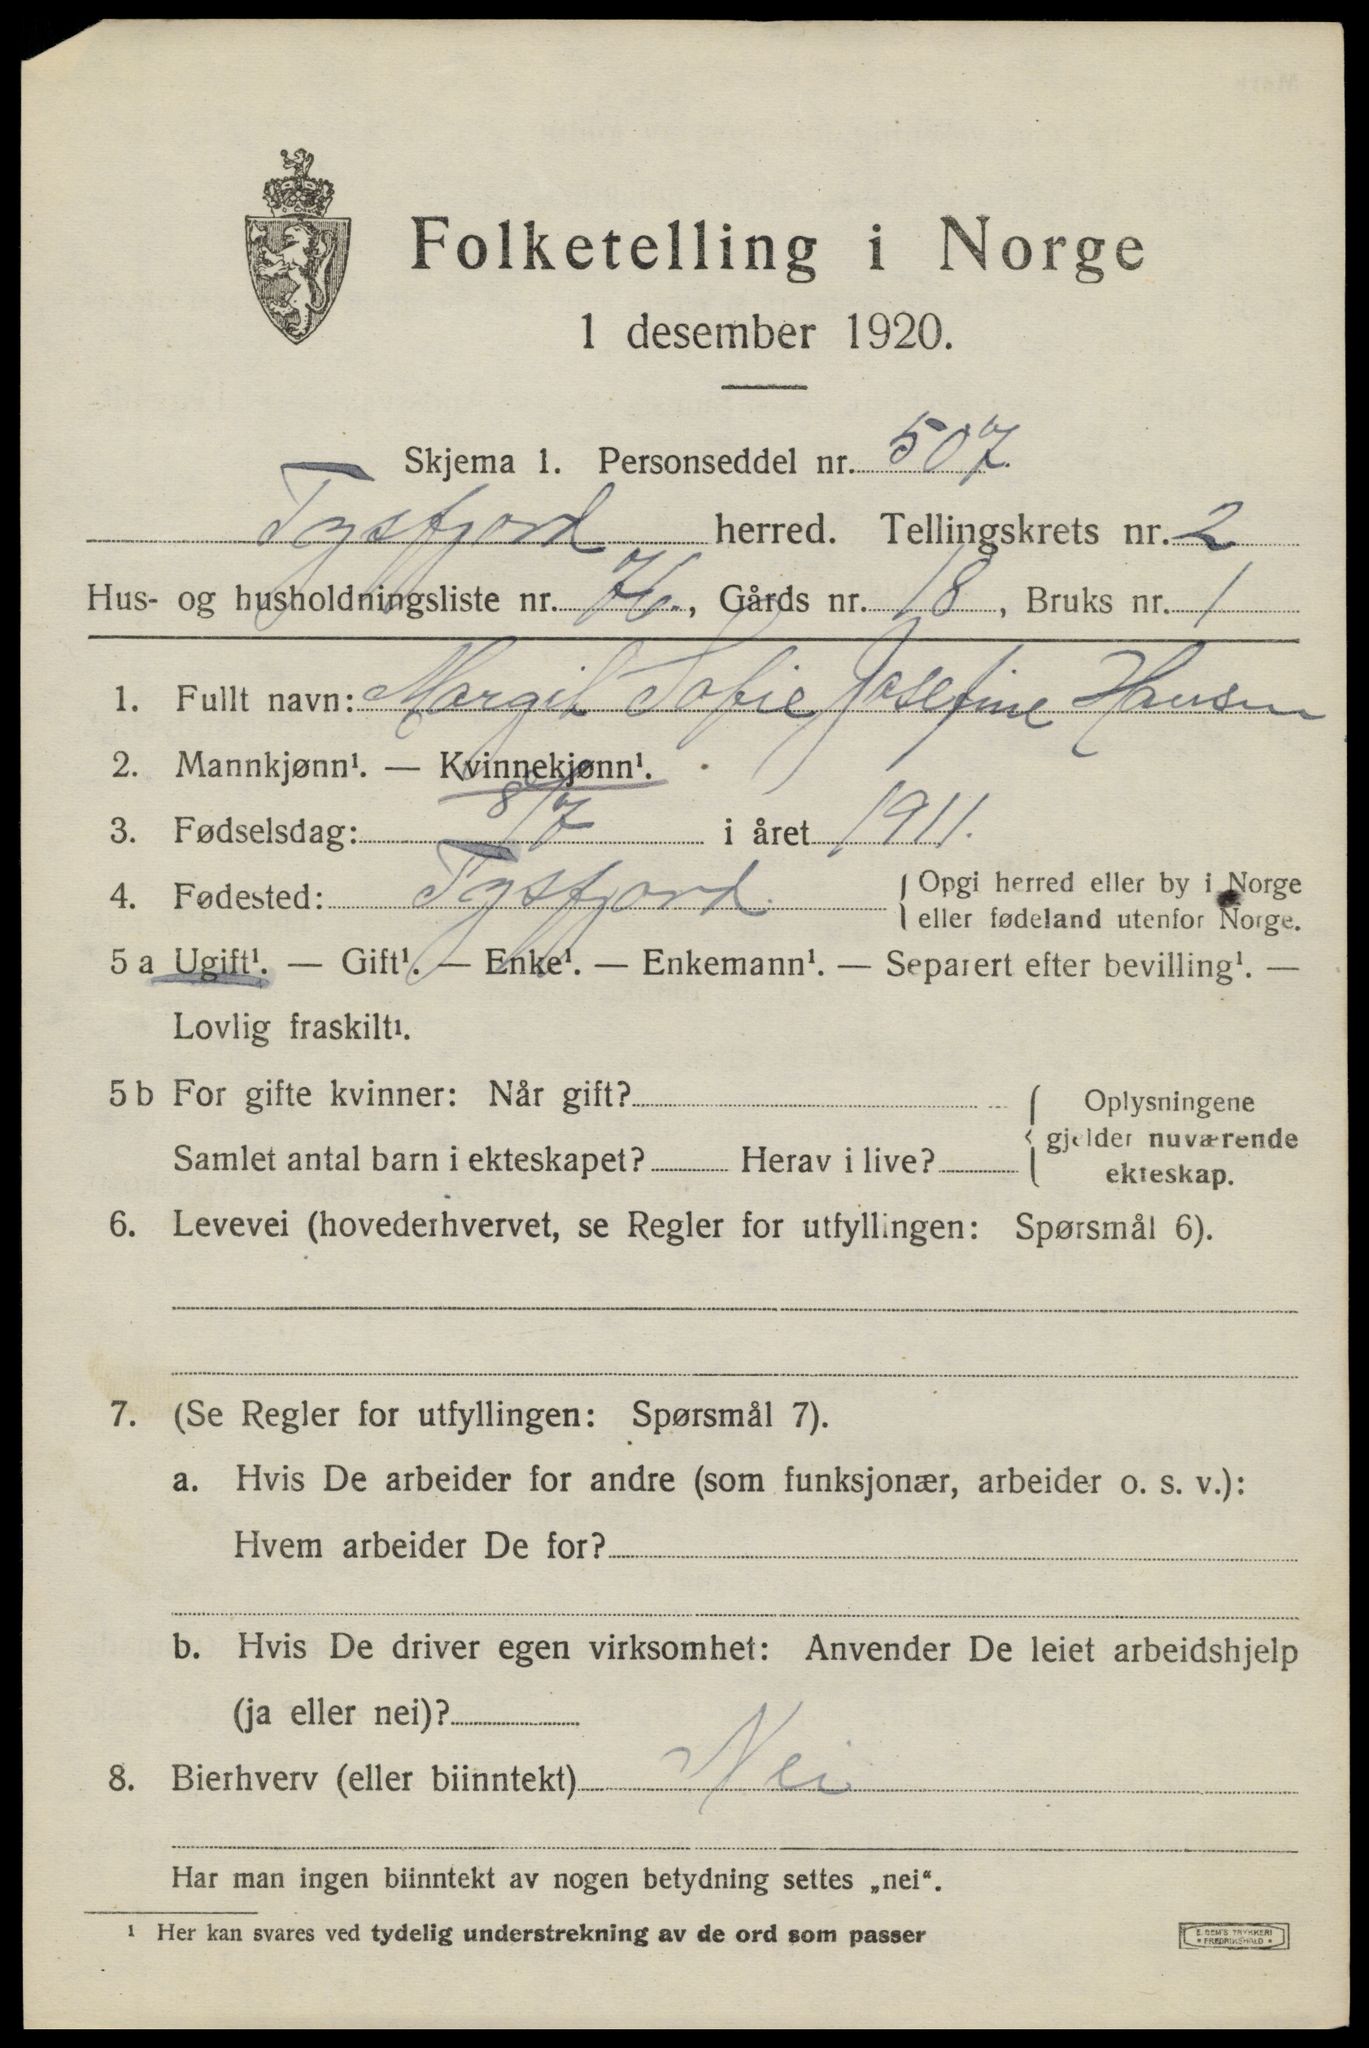 Folketelling i Norge
1 desember 1920.
Skjema 1. Personseddel nr. 507
Tysfjord herred. Tellingskrets nr. 2
Hus- og husholdningsliste nr. 76, Gårds nr. 18, Bruks nr. 1
1. Fullt navn: Margit Sofie Josefine Hansen
2. Mannkjønn¹. — Kvinnekjønn¹.
3. Fødselsdag: 8/7 i året 1911.
4. Fødested: Tysfjord. Opgi herred eller by i Norge
eller fødeland utenfor Norge.
5 a Ugift¹. — Gift¹. — Enke¹. — Enkemann¹. — Separert efter bevilling¹. —
Lovlig fraskilt¹.
5 b For gifte kvinner: Når gift?
Samlet antal barn i ekteskapet? Herav i live?
Oplysningene
gjelder nuværende
ekteskap.
6. Levevei (hovederhvervet, se Regler for utfyllingen: Spørsmål 6).
7. (Se Regler for utfyllingen: Spørsmål 7).
a. Hvis De arbeider for andre (som funksjonær, arbeider o. s. v.):
Hvem arbeider De for?
b. Hvis De driver egen virksomhet: Anvender De leiet arbeidshjelp
(ja eller nei)?
8. Bierhverv (eller biinntekt) Nei
Har man ingen biinntekt av nogen betydning settes „nei“.
¹ Her kan svares ved tydelig understrekning av de ord som passer
E. SEM'S TRYKKERI
* FREDRIKSHALD *